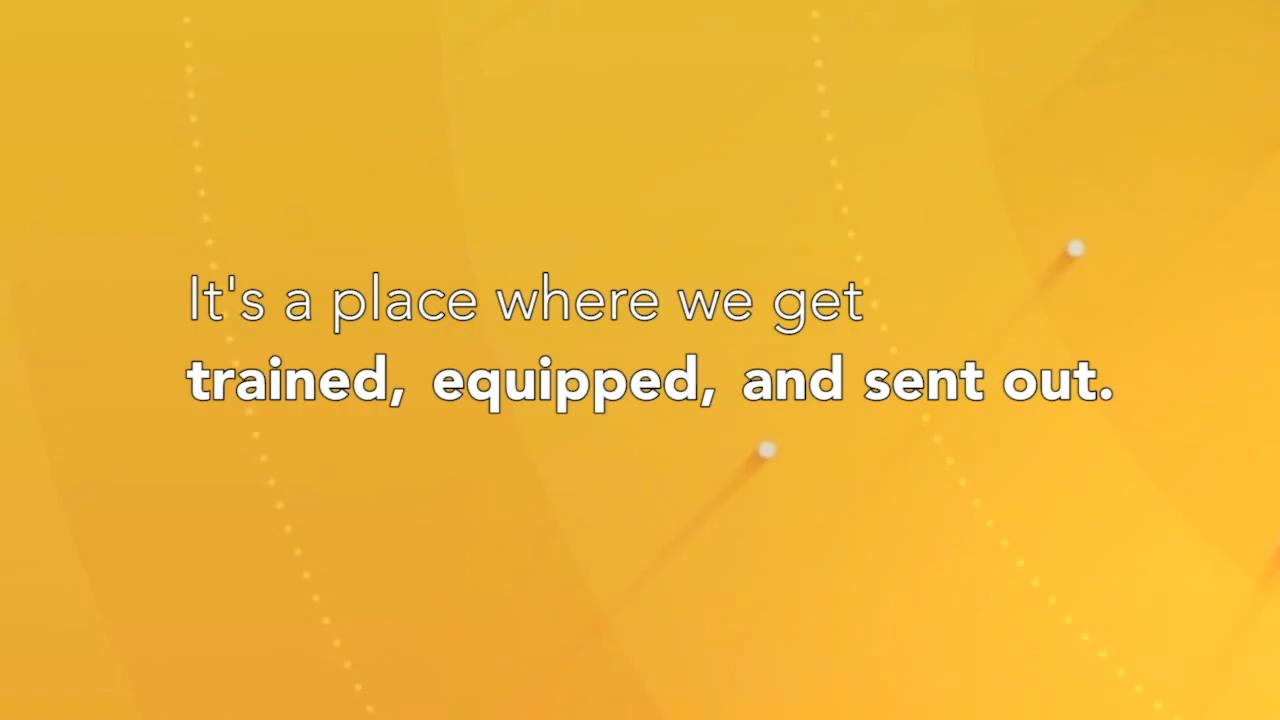 It's a place where we get
trained, equipped, and sent out.